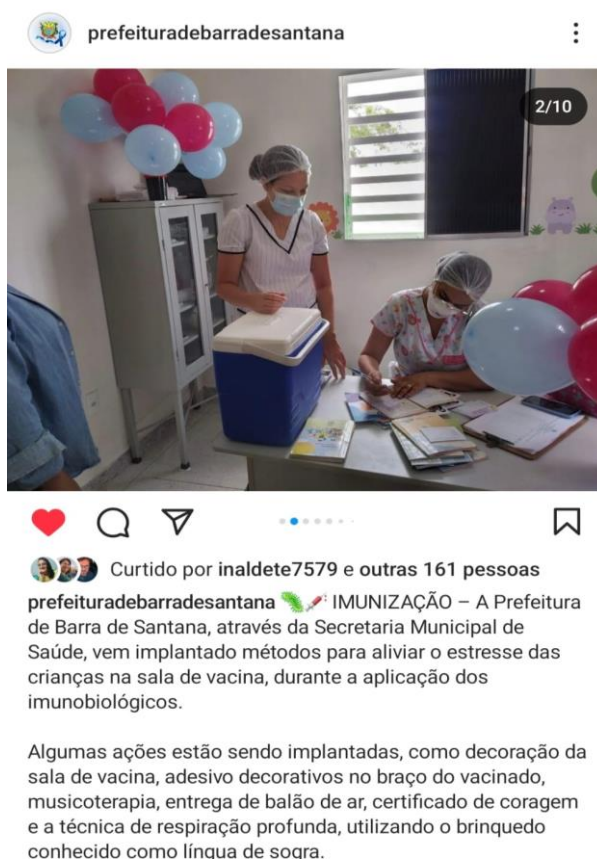 prefeituradebarradesantana
2/10
Curtido por inaldete7579 e outras 161 pessoas
prefeituradebarradesantana 🦠💉 IMUNIZAÇÃO – A Prefeitura
de Barra de Santana, através da Secretaria Municipal de
Saúde, vem implantado métodos para aliviar o estresse das
crianças na sala de vacina, durante a aplicação dos
imunobiológicos.
Algumas ações estão sendo implantadas, como decoração da
sala de vacina, adesivo decorativos no braço do vacinado,
musicoterapia, entrega de balão de ar, certificado de coragem
e a técnica de respiração profunda, utilizando o brinquedo
conhecido como língua de sogra.